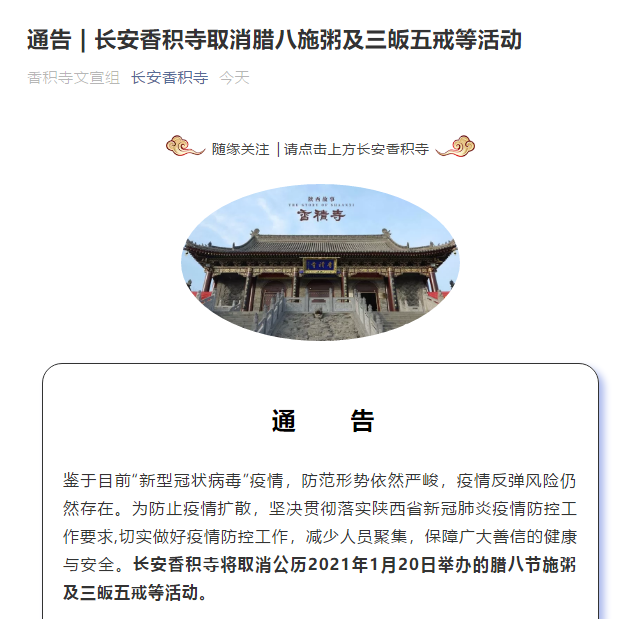 通告 | 长安香积寺取消腊八施粥及三皈五戒等活动
香积寺文宣组 长安香积寺 今天
随缘关注 | 请点击上方长安香积寺
陕西故事
THE STORY OF SHAANXI
香積寺
通 告
鉴于目前“新型冠状病毒”疫情，防范形势依然严峻，疫情反弹风险仍
然存在。为防止疫情扩散，坚决贯彻落实陕西省新冠肺炎疫情防控工
作要求,切实做好疫情防控工作，减少人员聚集，保障广大善信的健康
与安全。长安香积寺将取消公历2021年1月20日举办的腊八节施粥
及三皈五戒等活动。